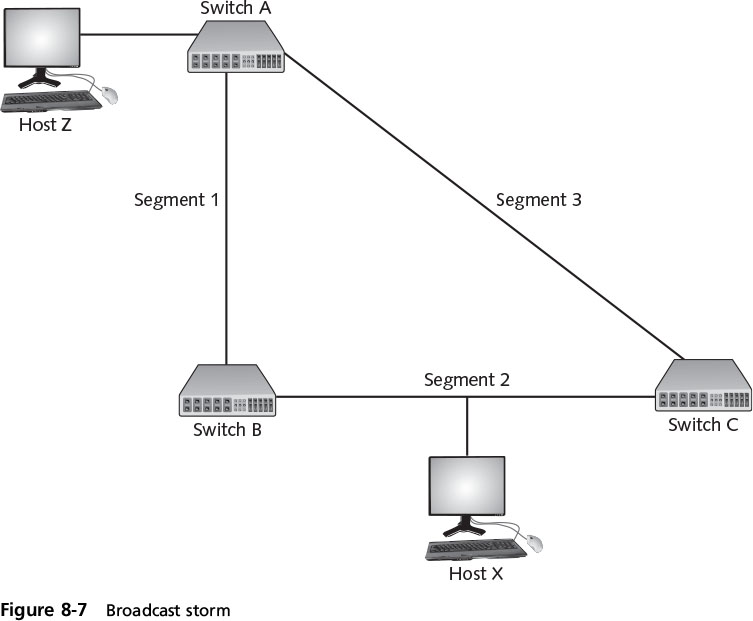 Switch A
Host Z
Segment 1
Segment 3
Segment 2
Switch B
Switch C
Host X
Figure 8-7 Broadcast storm